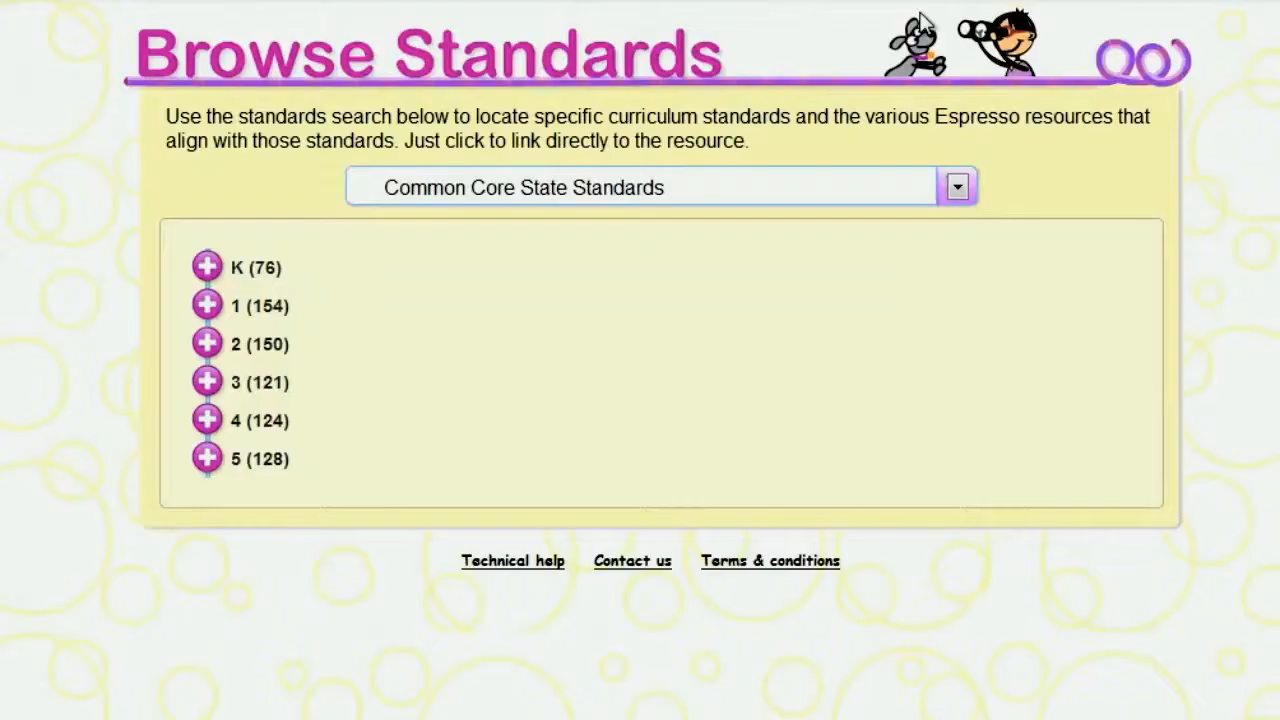 Browse Standards
Use the standards search below to locate specific curriculum standards and the various Espresso resources that
align with those standards. Just click to link directly to the resource.
Common Core State Standards
K (76)
1 (154)
2 (150)
3 (121)
4 (124)
5 (128)
Technical help Contact us Terms & conditions